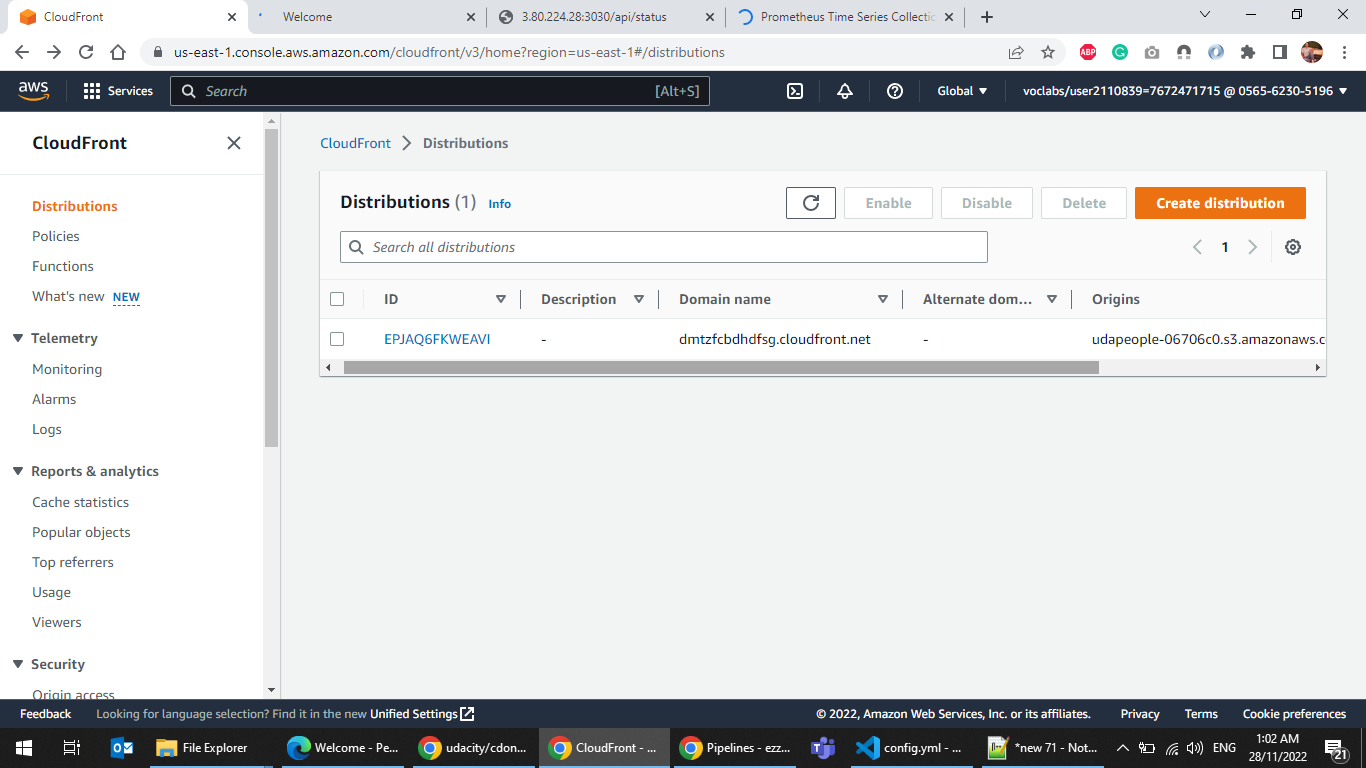 CloudFront
Welcome
3.80.224.28:3030/api/status
Prometheus Time Series Collectic
us-east-1.console.aws.amazon.com/cloudfront/v3/home?region=us-east-1#/distributions
ABP
aws
Services
Search
[Alt+S]
Global
voclabs/user2110839=7672471715 @ 0565-6230-5196
CloudFront
Distributions
Policies
Functions
What's new NEW
Telemetry
Monitoring
Alarms
Logs
Reports & analytics
Cache statistics
Popular objects
Top referrers
Usage
Viewers
Security
Origin access
CloudFront > Distributions
Distributions (1) Info
Enable
Disable
Delete
Create distribution
Search all distributions
1
ID
Description
Domain name
Alternate dom...
Origins
EPJAQ6FKWEAVI
-
dmtzfcbdhdfsg.cloudfront.net
-
udapeople-06706c0.s3.amazonaws.c
Feedback
Looking for language selection? Find it in the new Unified Settings
© 2022, Amazon Web Services, Inc. or its affiliates.
Privacy
Terms
Cookie preferences
File Explorer
Welcome - Pe...
udacity/cdon...
CloudFront - ...
Pipelines - ezz...
config.yml - ...
*new 71 - Not...
ENG
1:02 AM
28/11/2022
21